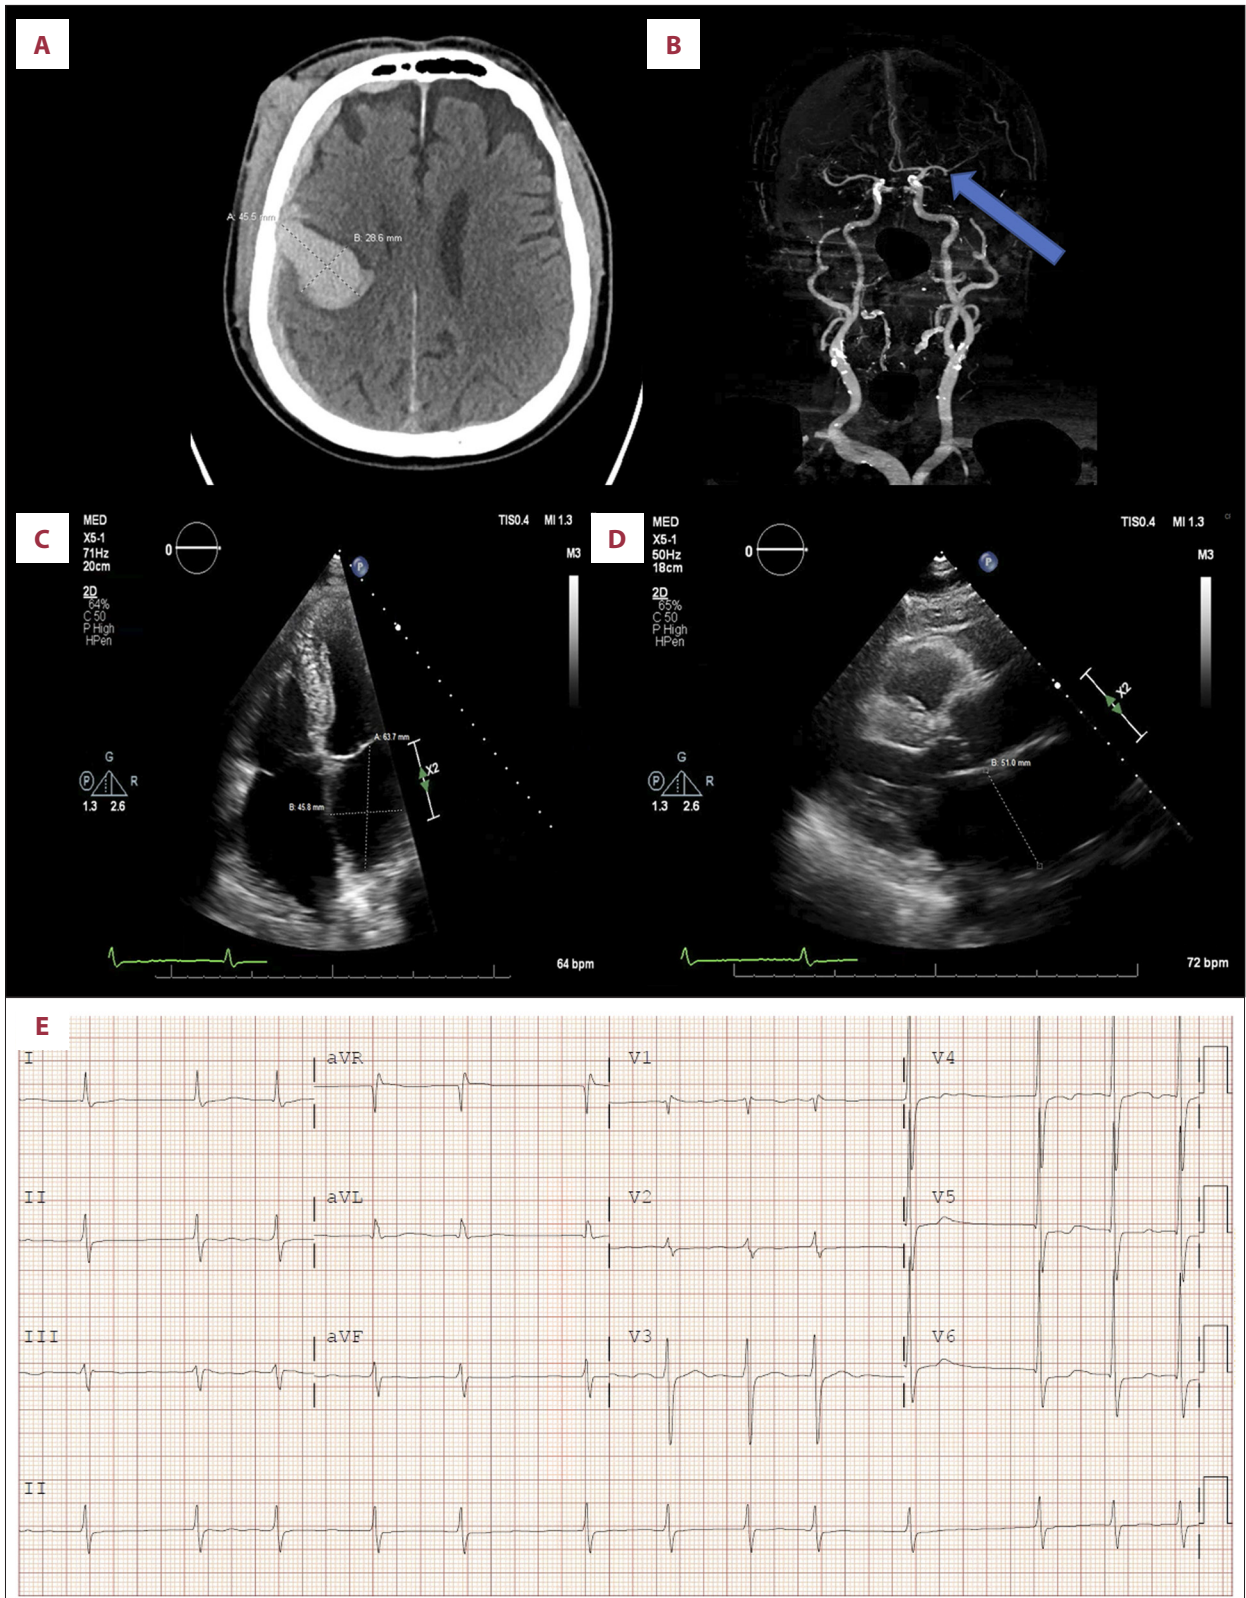 A
B
A: 45.5 mm
B: 28.6 mm
C
MED
X5-1
71Hz
20cm
2D
64%
C 50
P High
HPen
0
P
TIS0.4 MI 1.3
M3
A: 63.7 mm
B: 45.8 mm
X2
G
P R
1.3 2.6
64 bpm
D
MED
X5-1
50Hz
18cm
2D
65%
C 50
P High
HPen
0
P
TIS0.4 MI 1.3
M3
B: 51.0 mm
X2
G
P R
1.3 2.6
72 bpm
E
I
aVR
V1
V4
II
aVL
V2
V5
III
aVF
V3
V6
II